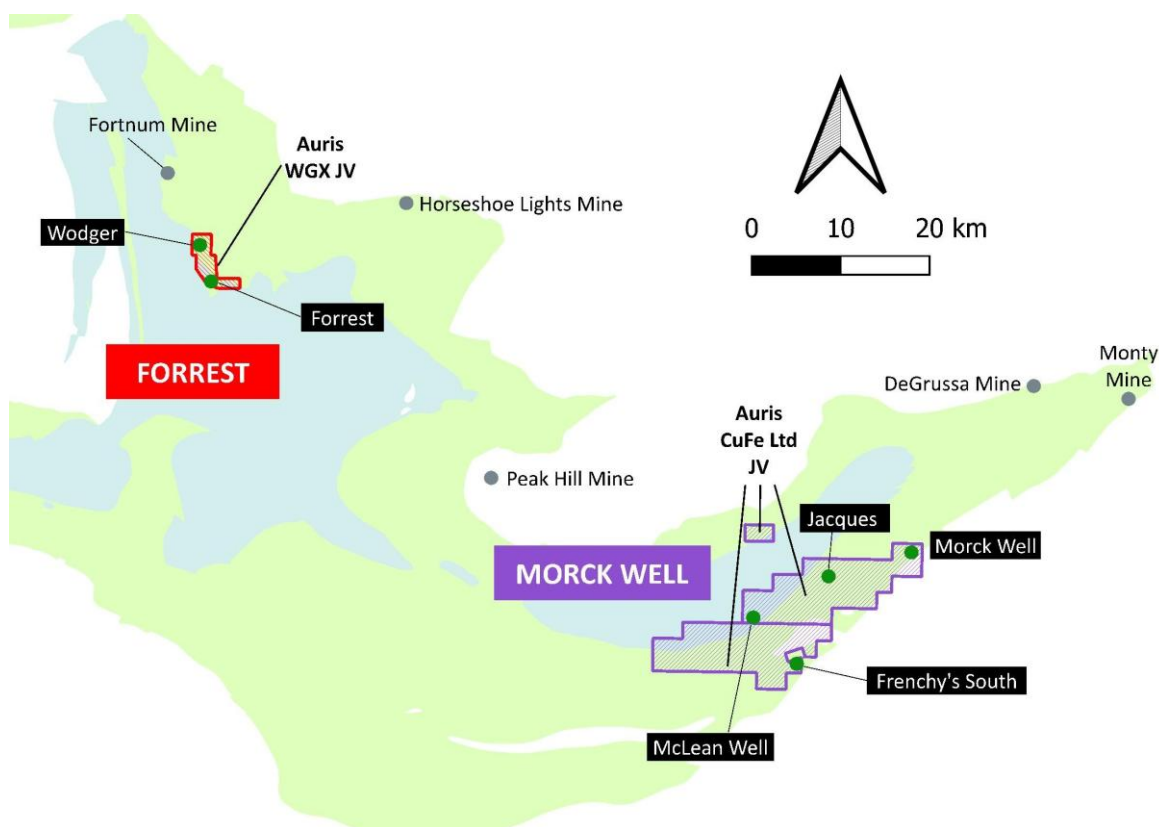 Fortnum Mine
Auris
WGX JV
Horseshoe Lights Mine
Wodger
Forrest
FORREST
0 10 20 km
Monty
Mine
DeGrussa Mine
Auris
CuFe Ltd
JV
Peak Hill Mine
Jacques
Morck Well
MORCK WELL
Frenchy's South
McLean Well